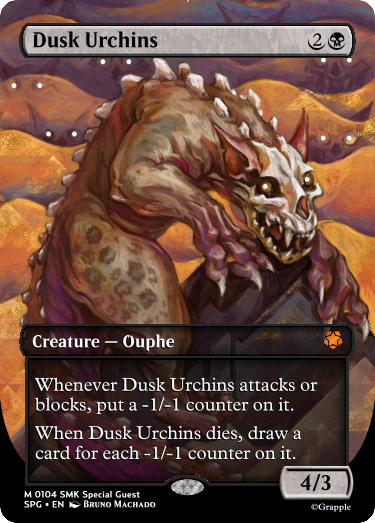 Dusk Urchins 2
Creature — Ouphe
Whenever Dusk Urchins attacks or
blocks, put a -1/-1 counter on it.
When Dusk Urchins dies, draw a
card for each -1/-1 counter on it.
4/3
M 0104 SMK Special Guest
SPG • EN Bruno Machado
©Grapple